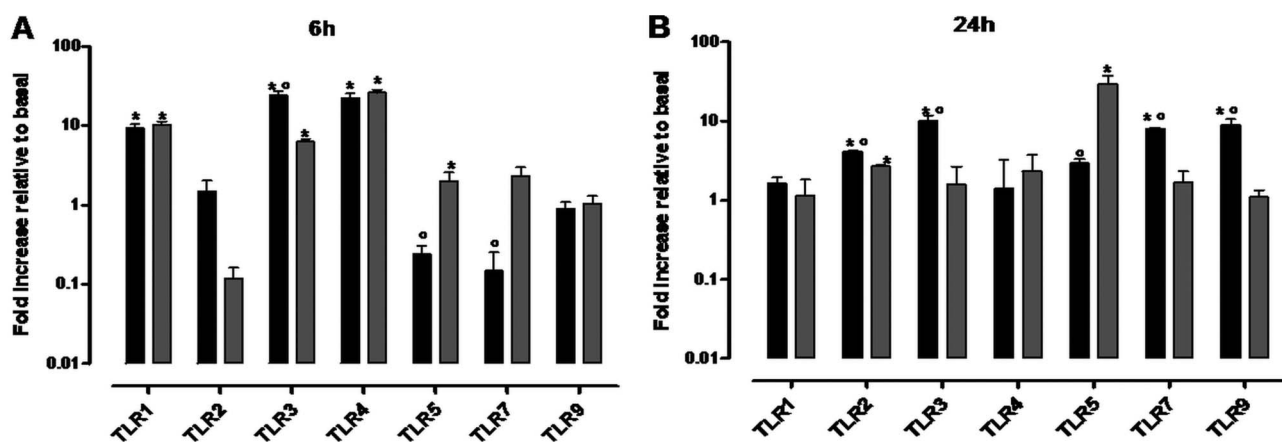 A
6h
Fold Increase relative to basal
100
10
1
0.1
0.01
* * *o * * * o * o
TLR1 TLR2 TLR3 TLR4 TLR5 TLR7 TLR9
B
24h
Fold Increase relative to basal
100
10
1
0.1
0.01
*o * *o o * *o *o
TLR1 TLR2 TLR3 TLR4 TLR5 TLR7 TLR9